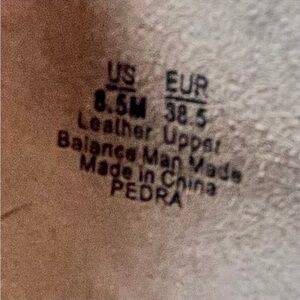 US EUR
8.5M 38.5
Leather Upper
Balance Man Made
Made in China
PEDRA